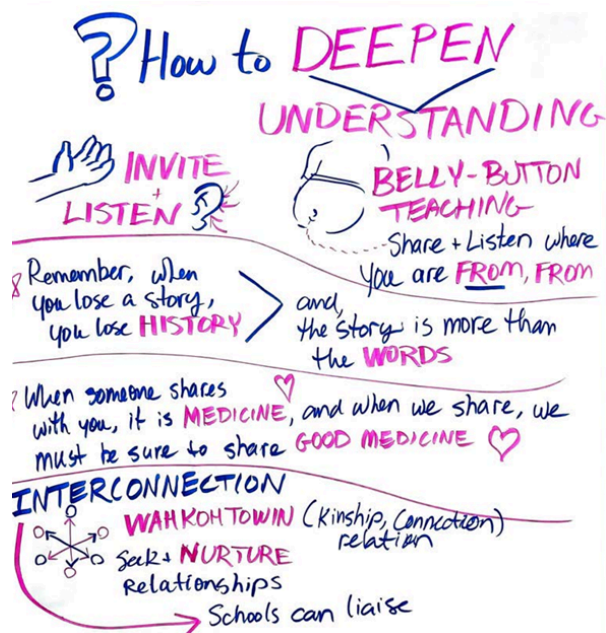 ? How to DEEPEN
UNDERSTANDING
INVITE
+
LISTEN
BELLY-BUTTON
TEACHING
Share + Listen where
you are FROM, FROM
Remember, when
you lose a story,
you lose HISTORY
and,
the story is more than
the WORDS
When someone shares
with you, it is MEDICINE, and when we share, we
must be sure to share GOOD MEDICINE
INTERCONNECTION
WAHKOHTOWIN (Kinship, Connection)
relation
Seek + NURTURE
Relationships
Schools can liaise